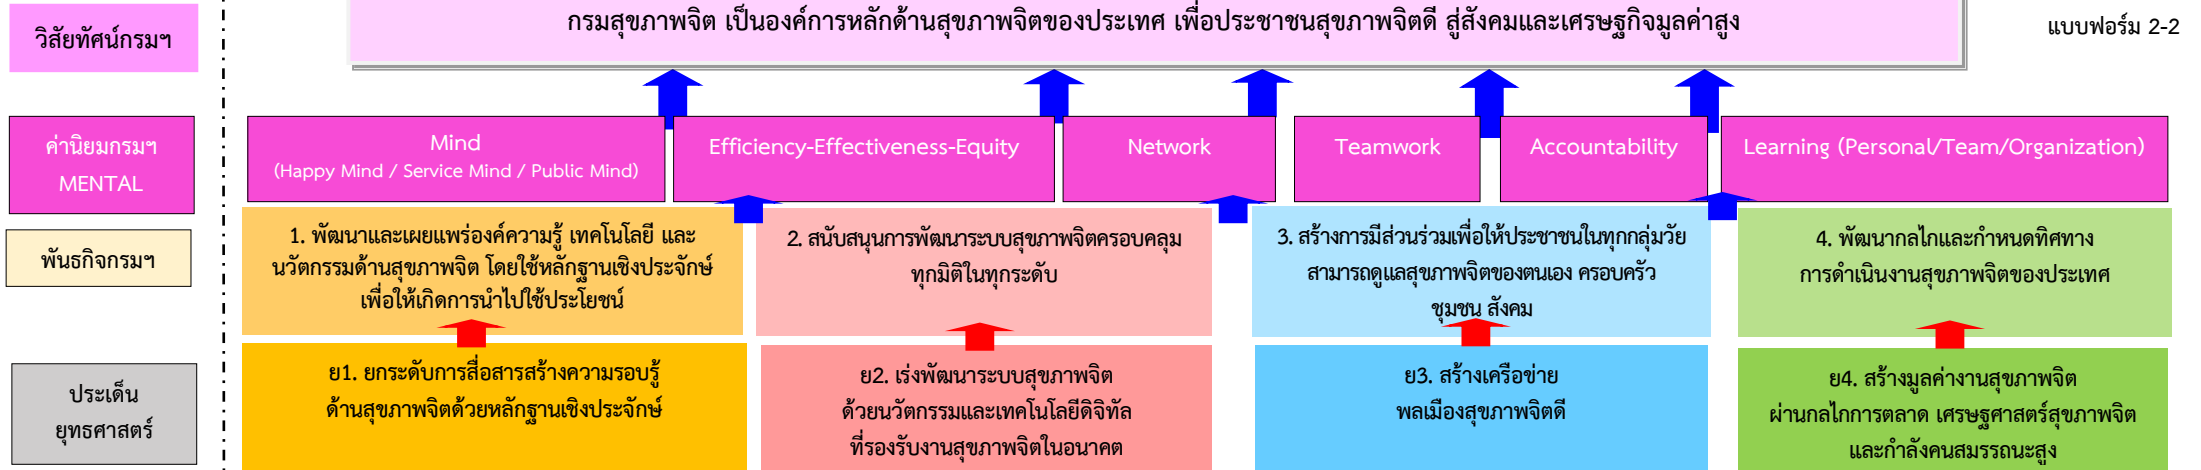 วิสัยทัศน์กรมฯ
กรมสุขภาพจิต เป็นองค์การหลักด้านสุขภาพจิตของประเทศ เพื่อประชาชนสุขภาพจิตดี สู่สังคมและเศรษฐกิจมูลค่าสูง
แบบฟอร์ม 2-2
ค่านิยมกรมฯ
MENTAL
Mind
(Happy Mind / Service Mind / Public Mind)
Efficiency-Effectiveness-Equity
Network
Teamwork
Accountability
Learning (Personal/Team/Organization)
พันธกิจกรมฯ
1. พัฒนาและเผยแพร่องค์ความรู้ เทคโนโลยี และ
นวัตกรรมด้านสุขภาพจิต โดยใช้หลักฐานเชิงประจักษ์
เพื่อให้เกิดการนำไปใช้ประโยชน์
2. สนับสนุนการพัฒนาระบบสุขภาพจิตครอบคลุม
ทุกมิติในทุกระดับ
3. สร้างการมีส่วนร่วมเพื่อให้ประชาชนในทุกกลุ่มวัย
สามารถดูแลสุขภาพจิตของตนเอง ครอบครัว
ชุมชน สังคม
4. พัฒนากลไกและกำหนดทิศทาง
การดำเนินงานสุขภาพจิตของประเทศ
ประเด็น
ยุทธศาสตร์
ย1. ยกระดับการสื่อสารสร้างความรอบรู้
ด้านสุขภาพจิตด้วยหลักฐานเชิงประจักษ์
ย2. เร่งพัฒนาระบบสุขภาพจิต
ด้วยนวัตกรรมและเทคโนโลยีดิจิทัล
ที่รองรับงานสุขภาพจิตในอนาคต
ย3. สร้างเครือข่าย
พลเมืองสุขภาพจิตดี
ย4. สร้างมูลค่างานสุขภาพจิต
ผ่านกลไกการตลาด เศรษฐศาสตร์สุขภาพจิต
และกำลังคนสมรรถนะสูง